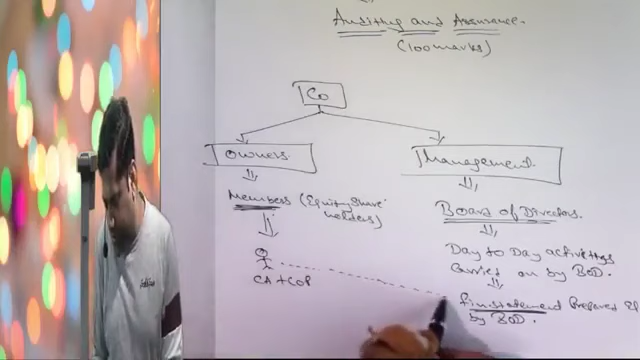 Auditing and Assurance.
(100 marks)
Co
Owners
Management
Members (Equity Share
holders)
Board of Directors.
Day to Day activities
carried on by BoD.
CA + COP
Fin. statement Prepared
by BoD.